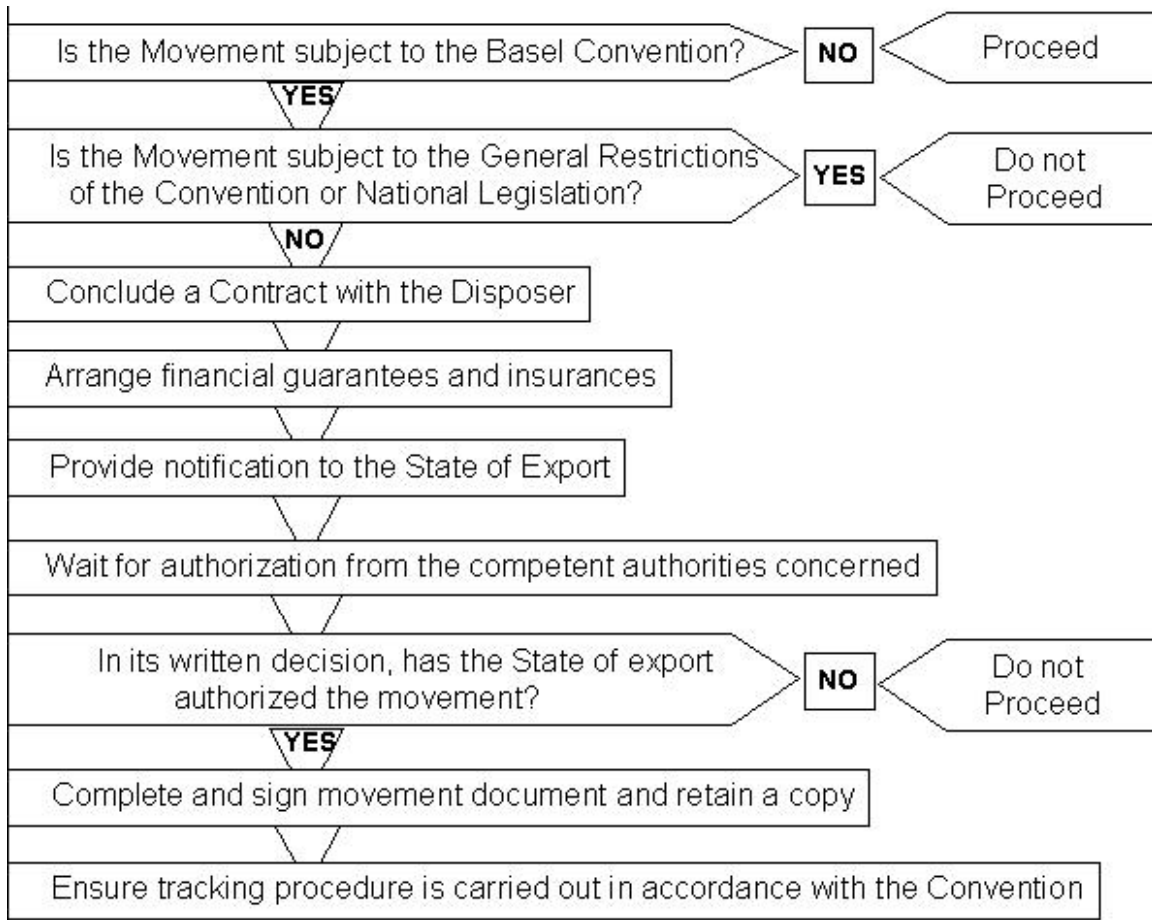 Is the Movement subject to the Basel Convention?
NO
Proceed
YES
Is the Movement subject to the General Restrictions
of the Convention or National Legislation?
YES
Do not
Proceed
NO
Conclude a Contract with the Disposer
Arrange financial guarantees and insurances
Provide notification to the State of Export
Wait for authorization from the competent authorities concerned
In its written decision, has the State of export
authorized the movement?
NO
Do not
Proceed
YES
Complete and sign movement document and retain a copy
Ensure tracking procedure is carried out in accordance with the Convention